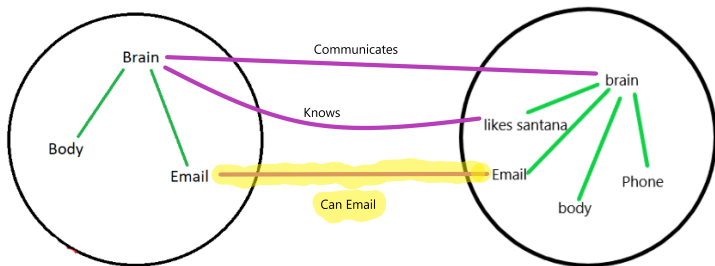 Communicates
Brain
brain
Knows
likes santana
Body
Email
Email
Phone
body
Can Email